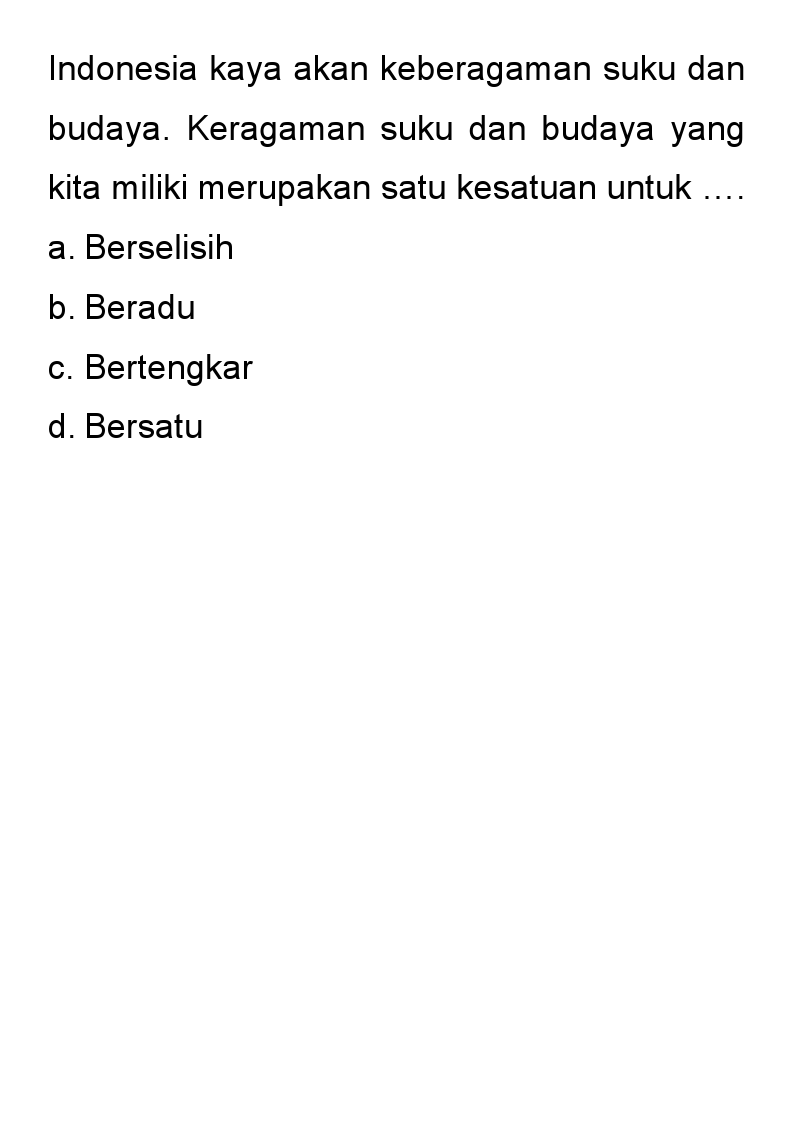 Indonesia kaya akan keberagaman suku dan
budaya. Keragaman suku dan budaya yang
kita miliki merupakan satu kesatuan untuk ....
a. Berselisih
b. Beradu
c. Bertengkar
d. Bersatu